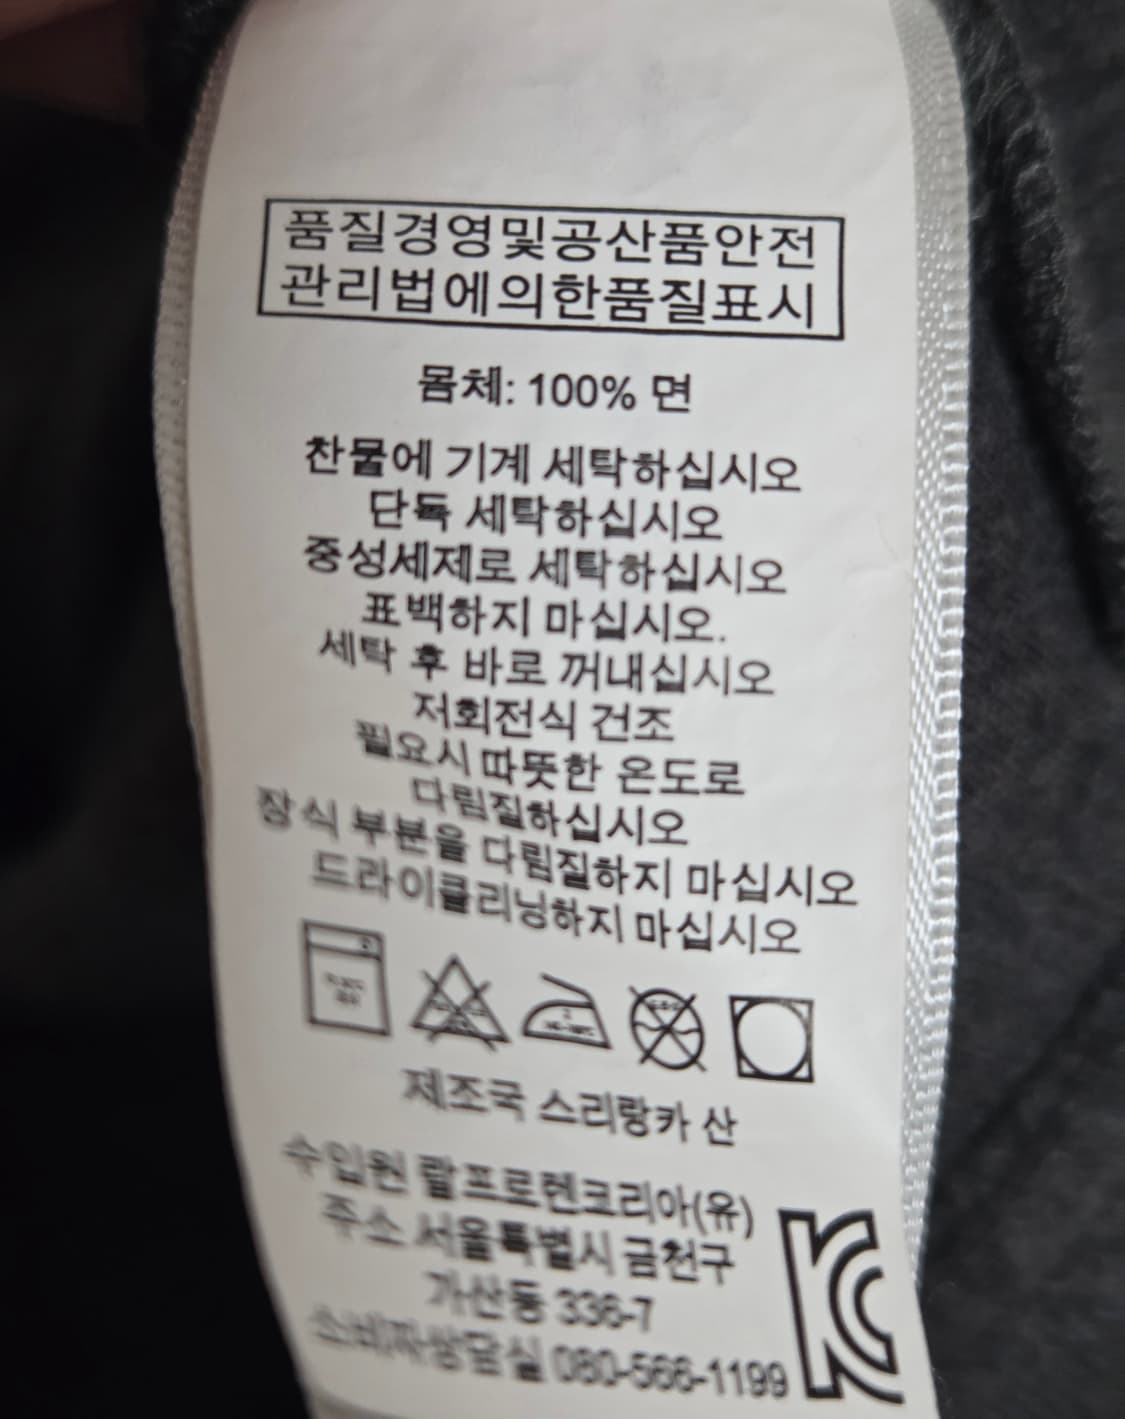 품질경영및공산품안전
관리법에의한품질표시
몸체: 100% 면
찬물에 기계 세탁하십시오
단독 세탁하십시오
중성세제로 세탁하십시오
표백하지 마십시오.
세탁 후 바로 꺼내십시오
저회전식 건조
필요시 따뜻한 온도로
다림질하십시오
장식 부분을 다림질하지 마십시오
드라이클리닝하지 마십시오
제조국 스리랑카 산
수입원 랄프로렌코리아(유)
주소 서울특별시 금천구
가산동 336-7
소비자상담실 080-566-1199